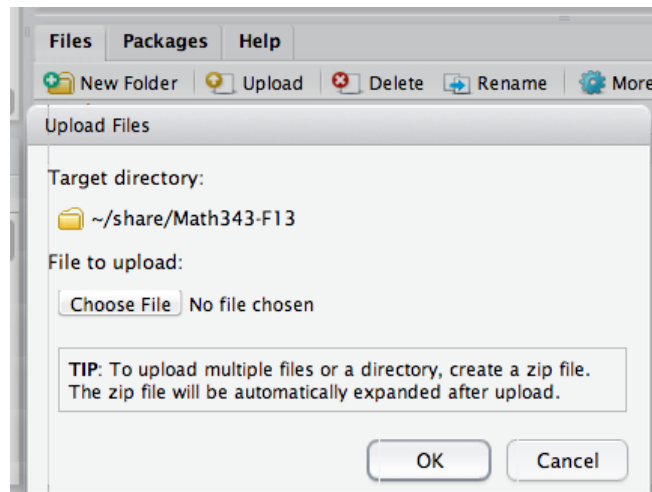 Files Packages Help
New Folder Upload Delete Rename More
Upload Files
Target directory:
~/share/Math343-F13
File to upload:
Choose File No file chosen
TIP: To upload multiple files or a directory, create a zip file.
The zip file will be automatically expanded after upload.
OK Cancel